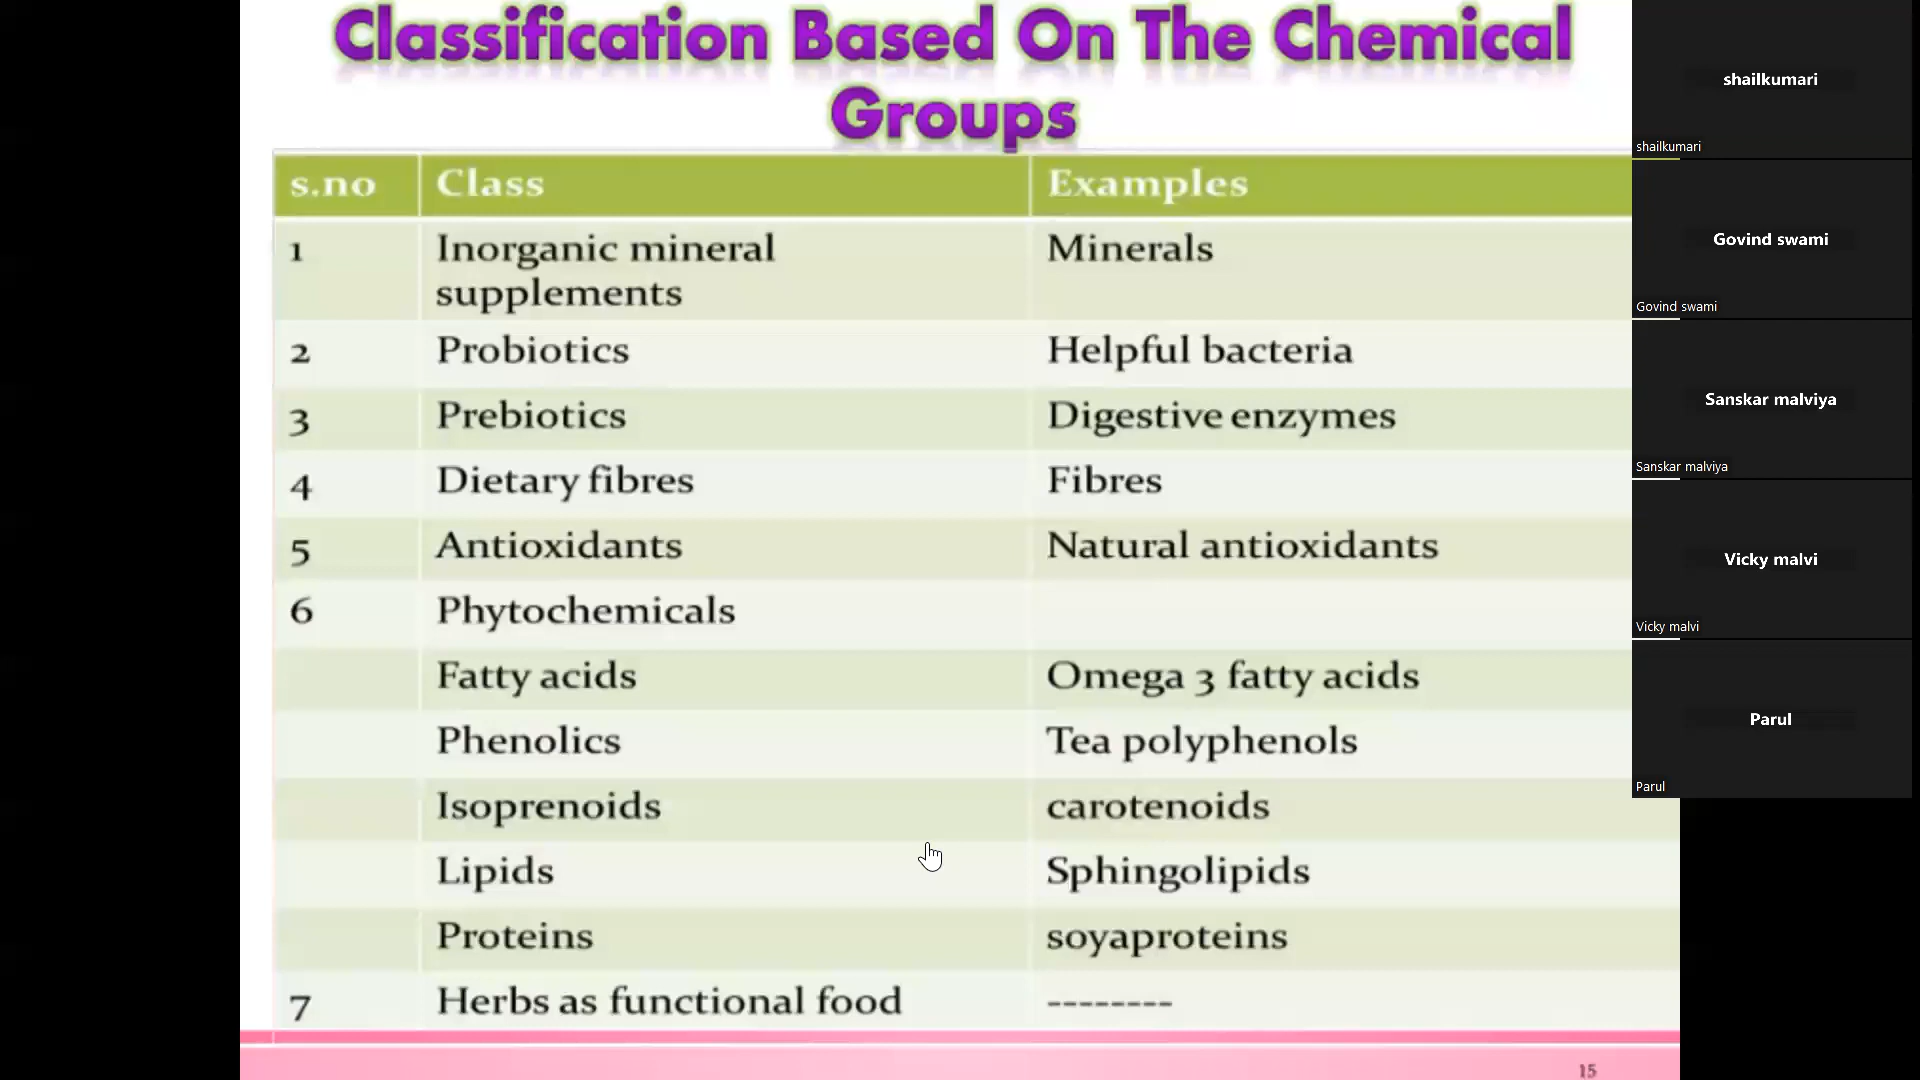 Classification Based On The Chemical
Groups
s.no Class Examples
1 Inorganic mineral Minerals
supplements
2 Probiotics Helpful bacteria
3 Prebiotics Digestive enzymes
4 Dietary fibres Fibres
5 Antioxidants Natural antioxidants
6 Phytochemicals
Fatty acids Omega 3 fatty acids
Phenolics Tea polyphenols
Isoprenoids carotenoids
Lipids Sphingolipids
Proteins soyaproteins
7 Herbs as functional food --------
15
shailkumari
shailkumari
Govind swami
Govind swami
Sanskar malviya
Sanskar malviya
Vicky malvi
Vicky malvi
Parul
Parul